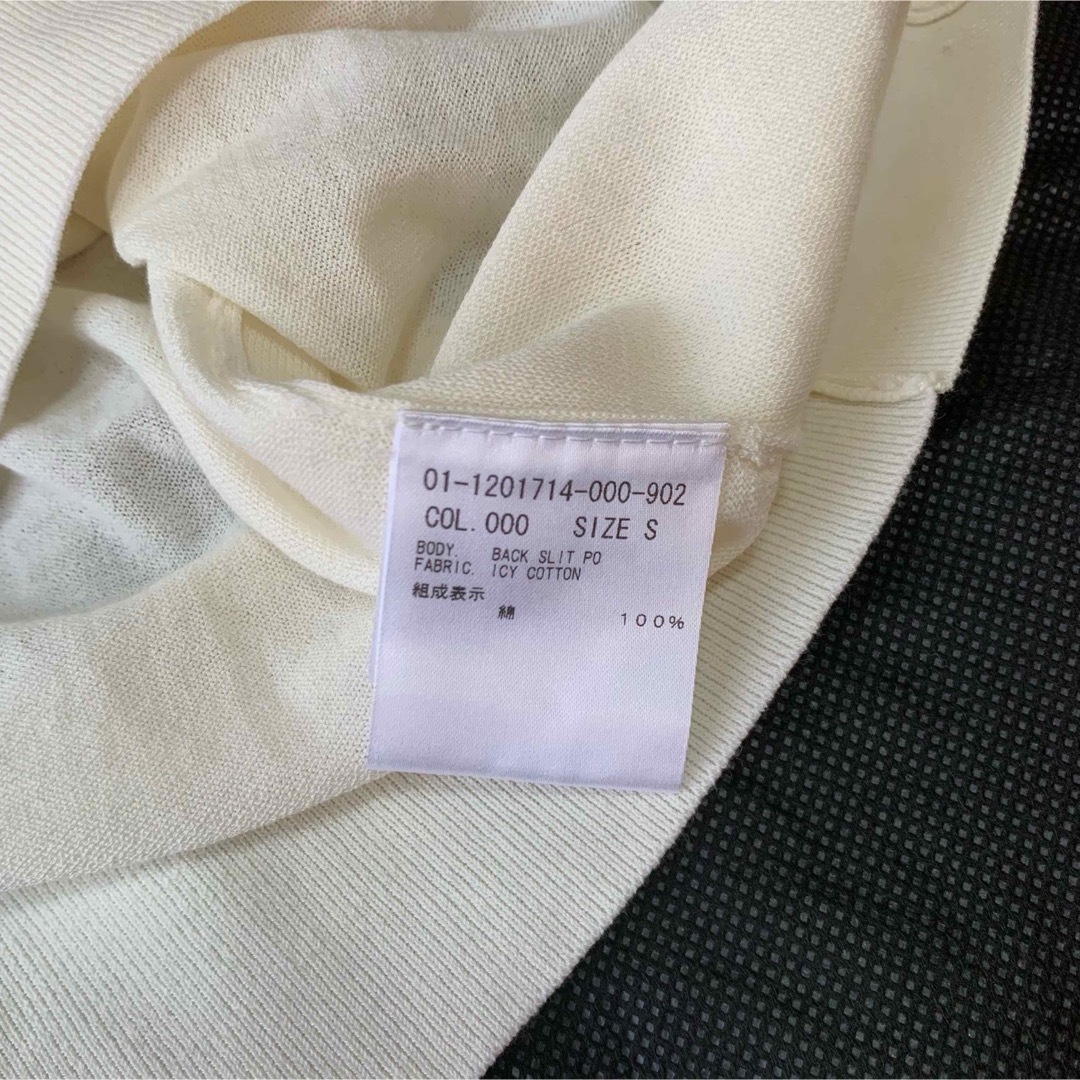 01-1201714-000-902
COL. 000 SIZE S
BODY. BACK SLIT PO
FABRIC. ICY COTTON
組成表示
綿 100%